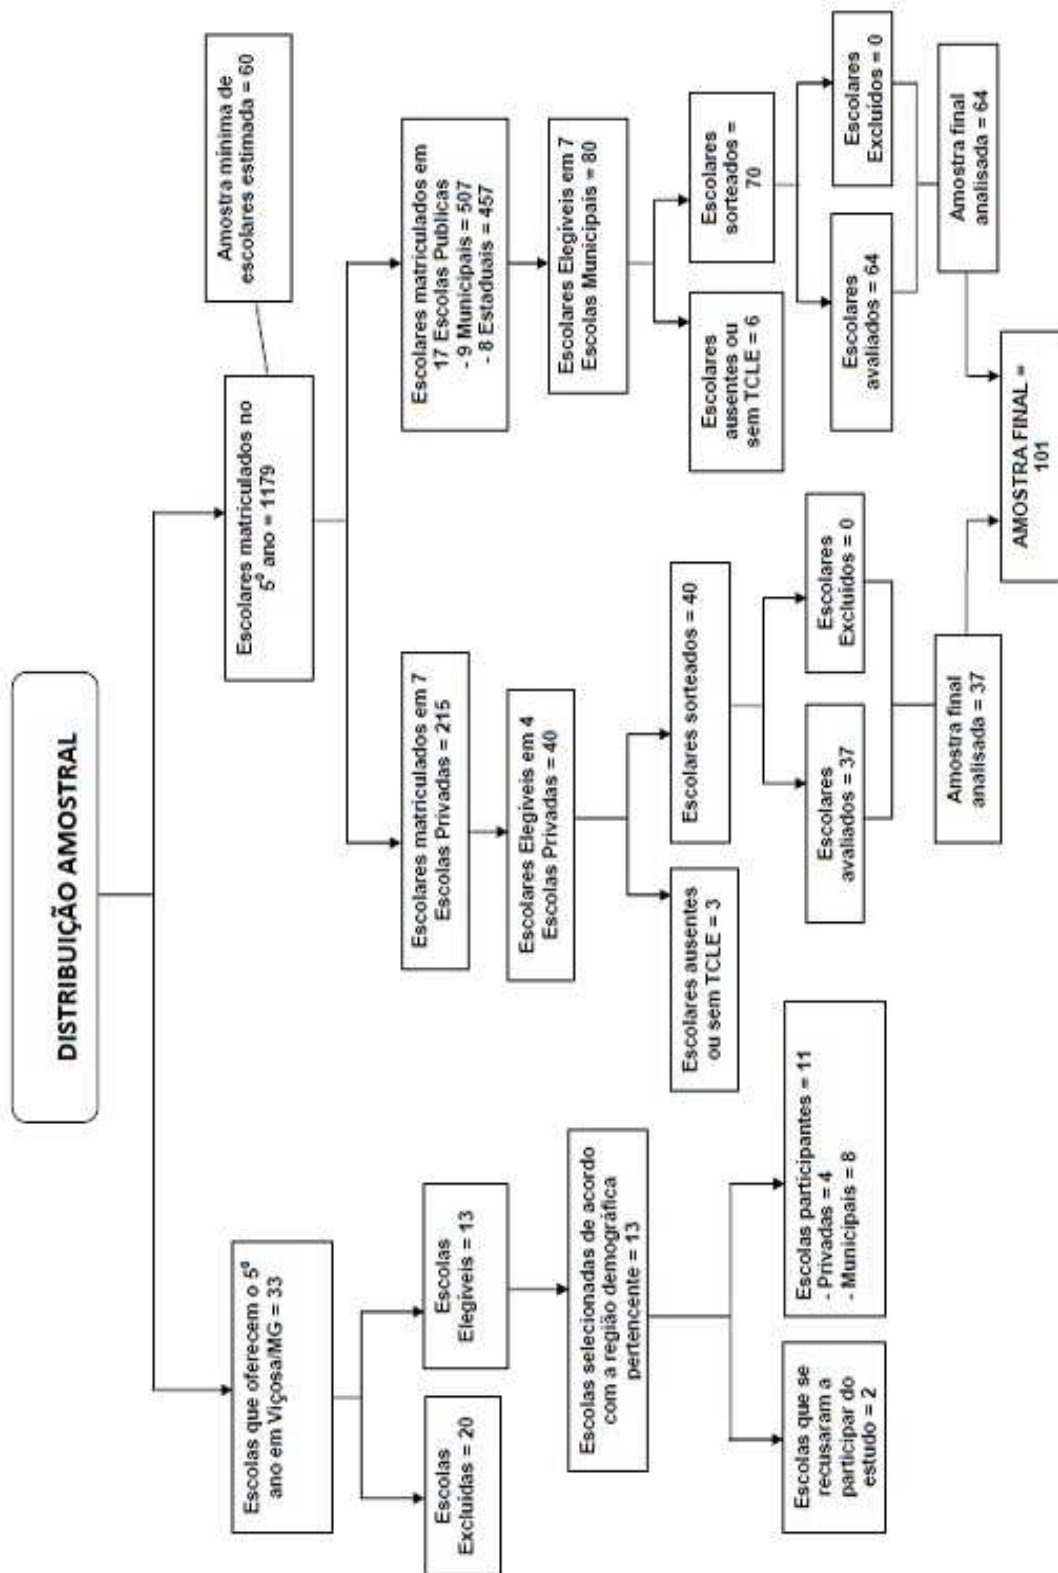 DISTRIBUIÇÃO AMOSTRAL
Escolas que oferecem o 5º
ano em Viçosa/MG = 33
Escolas
Excluídas = 20
Escolas
Elegíveis = 13
Escolas selecionadas de acordo
com a região demográfica
pertencente = 13
Escolas que se
recusaram a
participar do
estudo = 2
Escolas participantes = 11
- Privadas = 4
- Municipais = 8
Escolares matriculados no
5º ano = 1179
Amostra mínima de
escolares estimada = 60
Escolares matriculados em 7
Escolas Privadas = 215
Escolares Elegíveis em 4
Escolas Privadas = 40
Escolares ausentes
ou sem TCLE = 3
Escolares sorteados = 40
Escolares
avaliados = 37
Escolares
Excluídos = 0
Amostra final
analisada = 37
Escolares matriculados em
17 Escolas Publicas
- 9 Municipais = 507
- 8 Estaduais = 457
Escolares Elegíveis em 7
Escolas Municipais = 80
Escolares
ausentes ou
sem TCLE = 6
Escolares
sorteados =
70
Escolares
avaliados = 64
Escolares
Excluídos = 0
Amostra final
analisada = 64
AMOSTRA FINAL =
101